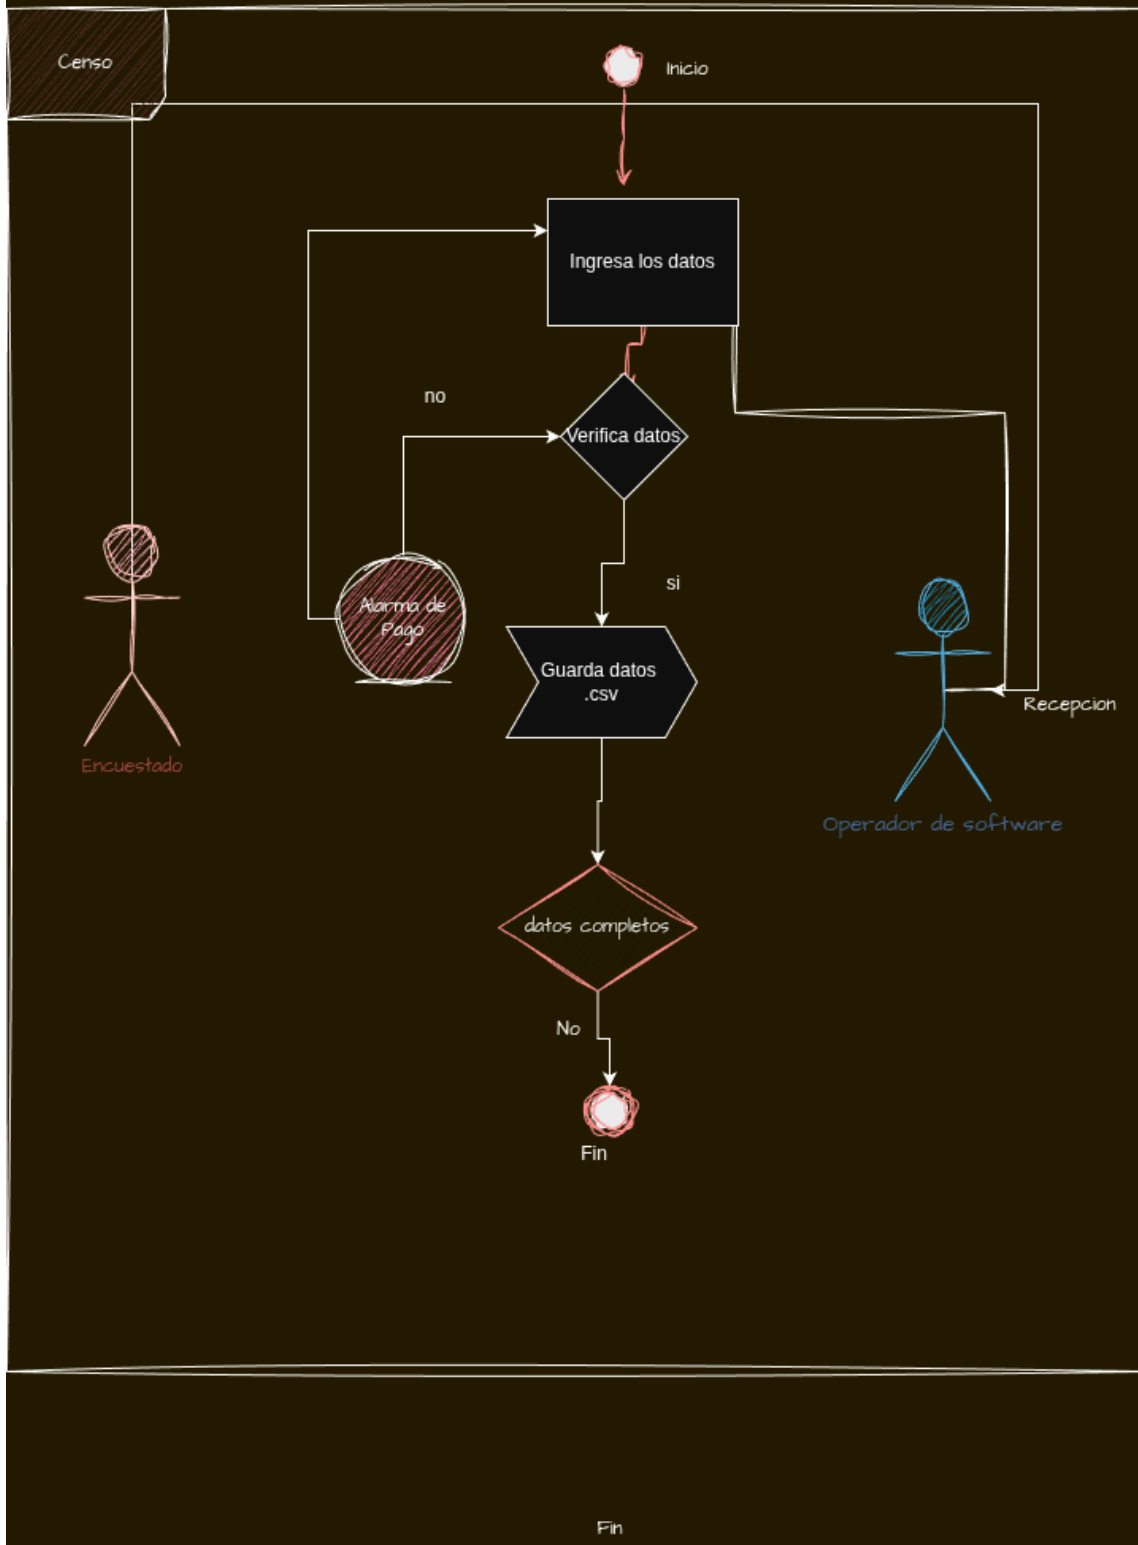 Censo
Inicio
Ingresa los datos
no
Verifica datos
si
Alarma de
Pago
Guarda datos
.csv
Recepcion
Encuestado
Operador de software
datos completos
No
Fin
Fin